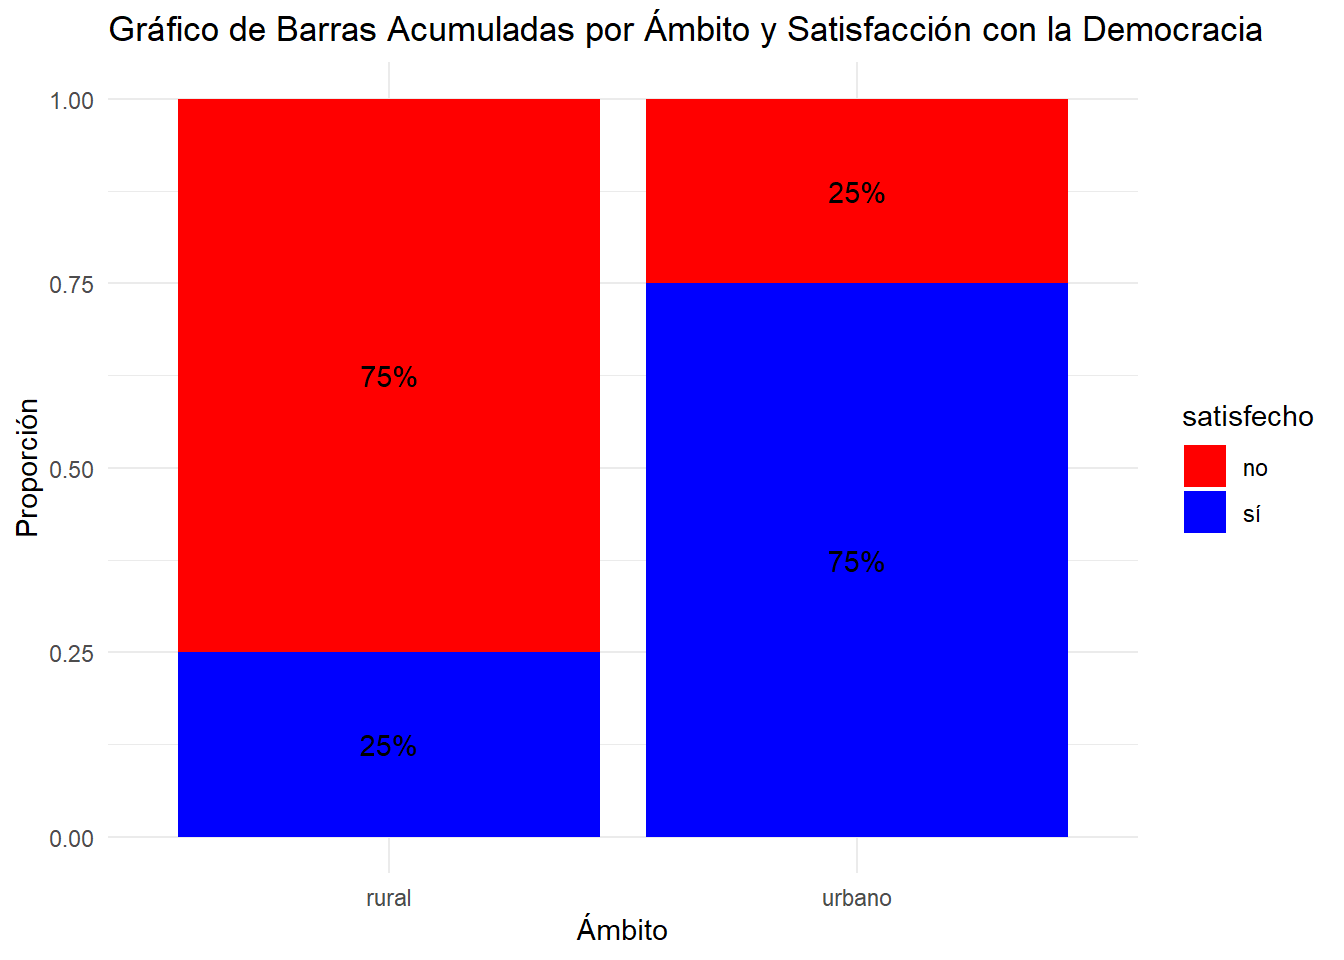 Gráfico de Barras Acumuladas por Ámbito y Satisfacción con la Democracia
Proporción
1.00
0.75
0.50
0.25
0.00
75%
25%
25%
75%
rural
urbano
Ámbito
satisfecho
no
sí